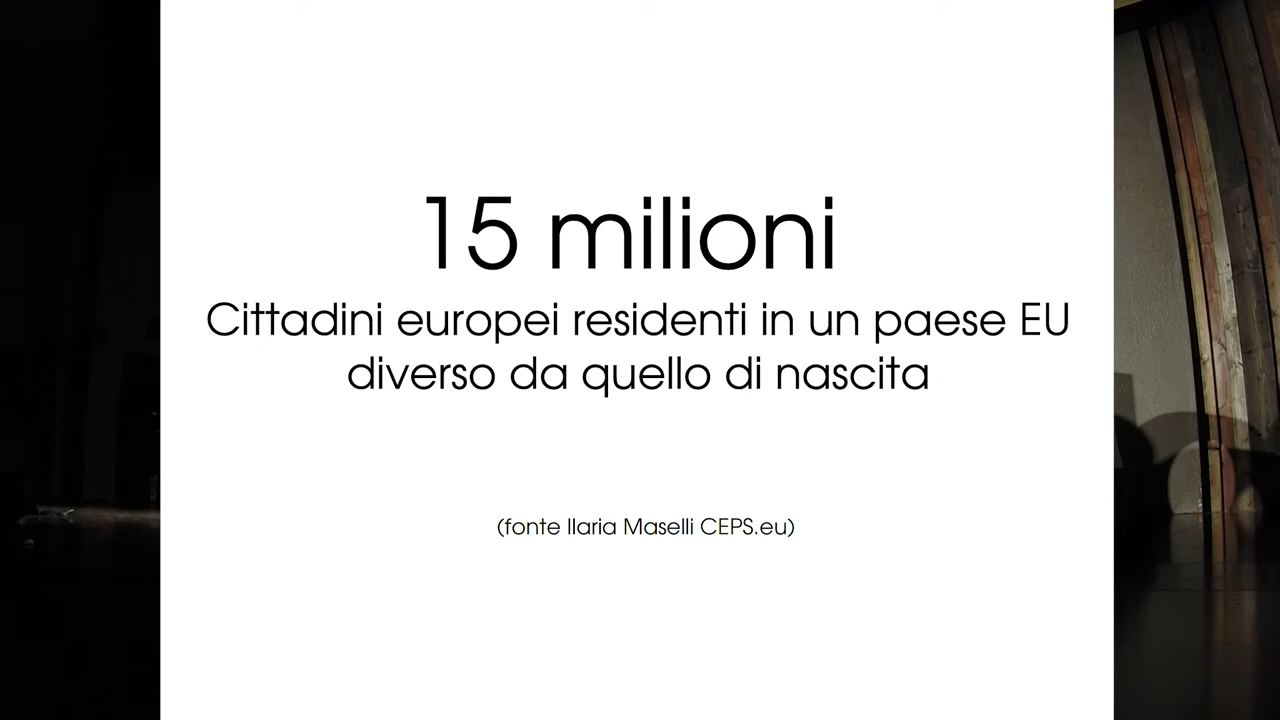 15 milioni
Cittadini europei residenti in un paese EU
diverso da quello di nascita
(fonte Ilaria Maselli CEPS.eu)